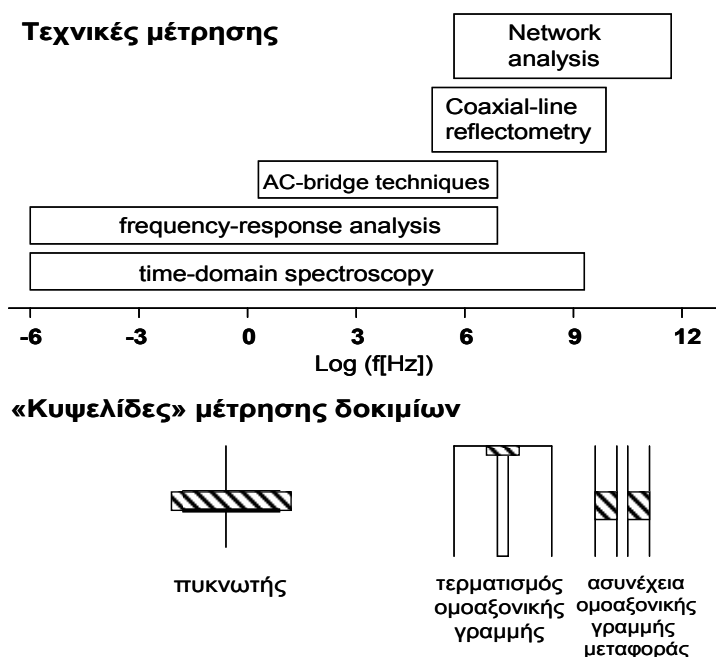 Τεχνικές μέτρησης
Network
analysis
Coaxial-line
reflectometry
AC-bridge techniques
frequency-response analysis
time-domain spectroscopy
-6 -3 0 3 6 9 12
Log (f[Hz])
«Κυψελίδες» μέτρησης δοκιμίων
πυκνωτής
τερματισμός
ομοαξονικής
γραμμής
ασυνέχεια
ομοαξονικής
γραμμής
μεταφοράς